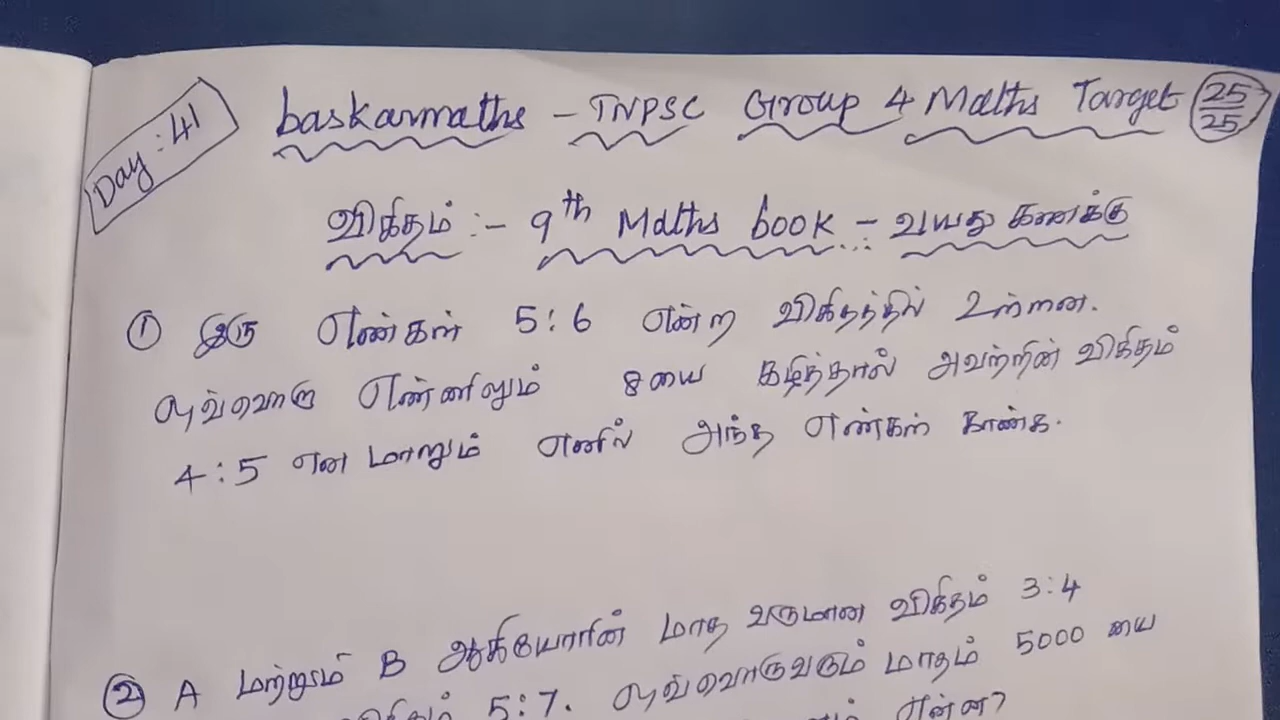 Day : 41
baskarmaths - TNPSC Group 4 Maths Target 25/25
விகிதம் :- 9th Maths book - வயது கணக்கு
① இரு எண்கள் 5:6 என்ற விகிதத்தில் உள்ளன.
ஒவ்வொரு எண்ணிலும் 8யை கழித்தால் அவற்றின் விகிதம்
4:5 என மாறும் எனில் அந்த எண்கள் காண்க.
② A மற்றும் B ஆகியோரின் மாத வருமான விகிதம் 3:4
5:7. ஒவ்வொருவரும் மாதம் 5000 யை
என்ன?